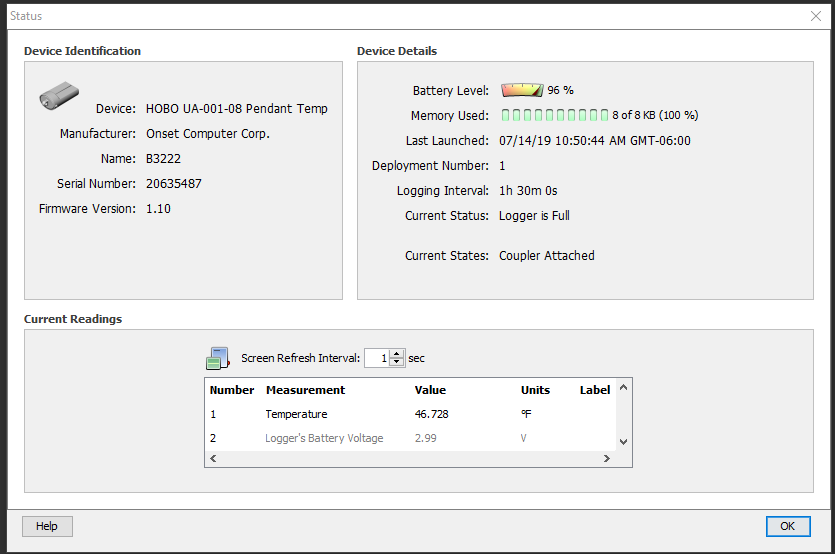 Status
Device Identification
Device: HOBO UA-001-08 Pendant Temp
Manufacturer: Onset Computer Corp.
Name: B3222
Serial Number: 20635487
Firmware Version: 1.10
Device Details
Battery Level: 96 %
Memory Used: 8 of 8 KB (100 %)
Last Launched: 07/14/19 10:50:44 AM GMT-06:00
Deployment Number: 1
Logging Interval: 1h 30m 0s
Current Status: Logger is Full
Current States: Coupler Attached
Current Readings
Screen Refresh Interval: 1 sec
Number Measurement Value Units Label
1 Temperature 46.728 °F
2 Logger's Battery Voltage 2.99 V
Help
OK